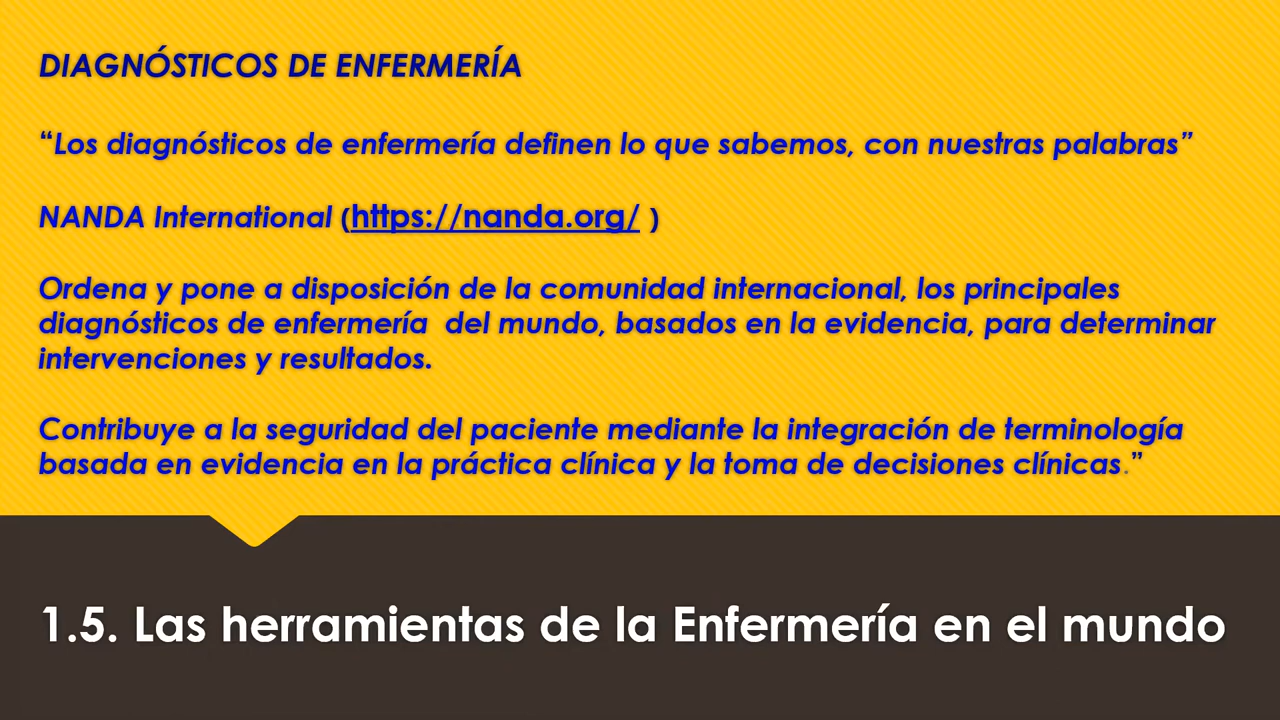 DIAGNÓSTICOS DE ENFERMERÍA
“Los diagnósticos de enfermería definen lo que sabemos, con nuestras palabras”
NANDA International (https://nanda.org/ )
Ordena y pone a disposición de la comunidad internacional, los principales
diagnósticos de enfermería  del mundo, basados en la evidencia, para determinar
intervenciones y resultados.
Contribuye a la seguridad del paciente mediante la integración de terminología
basada en evidencia en la práctica clínica y la toma de decisiones clínicas.”
1.5. Las herramientas de la Enfermería en el mundo